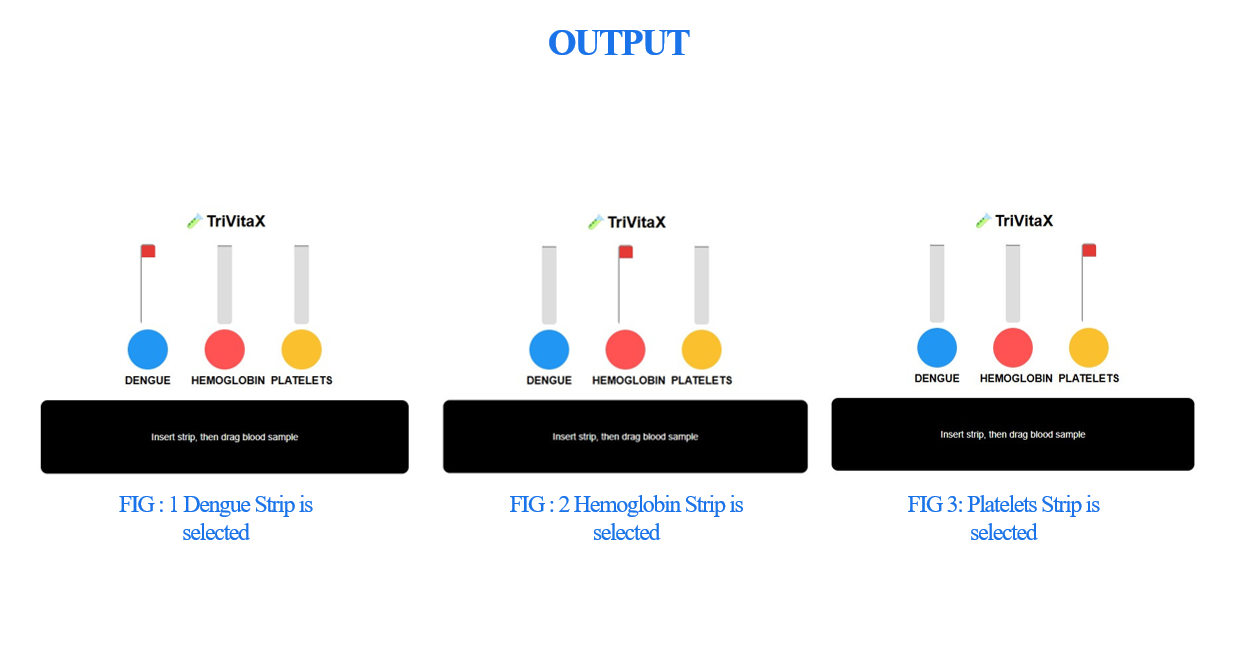 OUTPUT
TriVitaX
DENGUE HEMOGLOBIN PLATELETS
Insert strip, then drag blood sample
FIG : 1 Dengue Strip is
selected
TriVitaX
DENGUE HEMOGLOBIN PLATELETS
Insert strip, then drag blood sample
FIG : 2 Hemoglobin Strip is
selected
TriVitaX
DENGUE HEMOGLOBIN PLATELETS
Insert strip, then drag blood sample
FIG 3: Platelets Strip is
selected